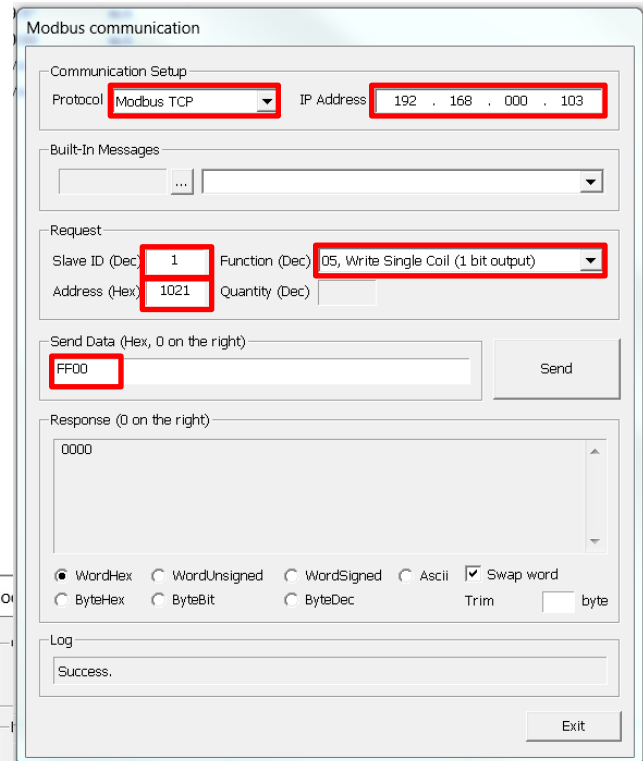 Modbus communication
Communication Setup
Protocol Modbus TCP IP Address 192 . 168 . 000 . 103
Built-In Messages
...
Request
Slave ID (Dec) 1 Function (Dec) 05, Write Single Coil (1 bit output)
Address (Hex) 1021 Quantity (Dec)
Send Data (Hex, 0 on the right)
FF00 Send
Response (0 on the right)
0000
WordHex WordUnsigned WordSigned Ascii Swap word
ByteHex ByteBit ByteDec Trim byte
Log
Success.
Exit